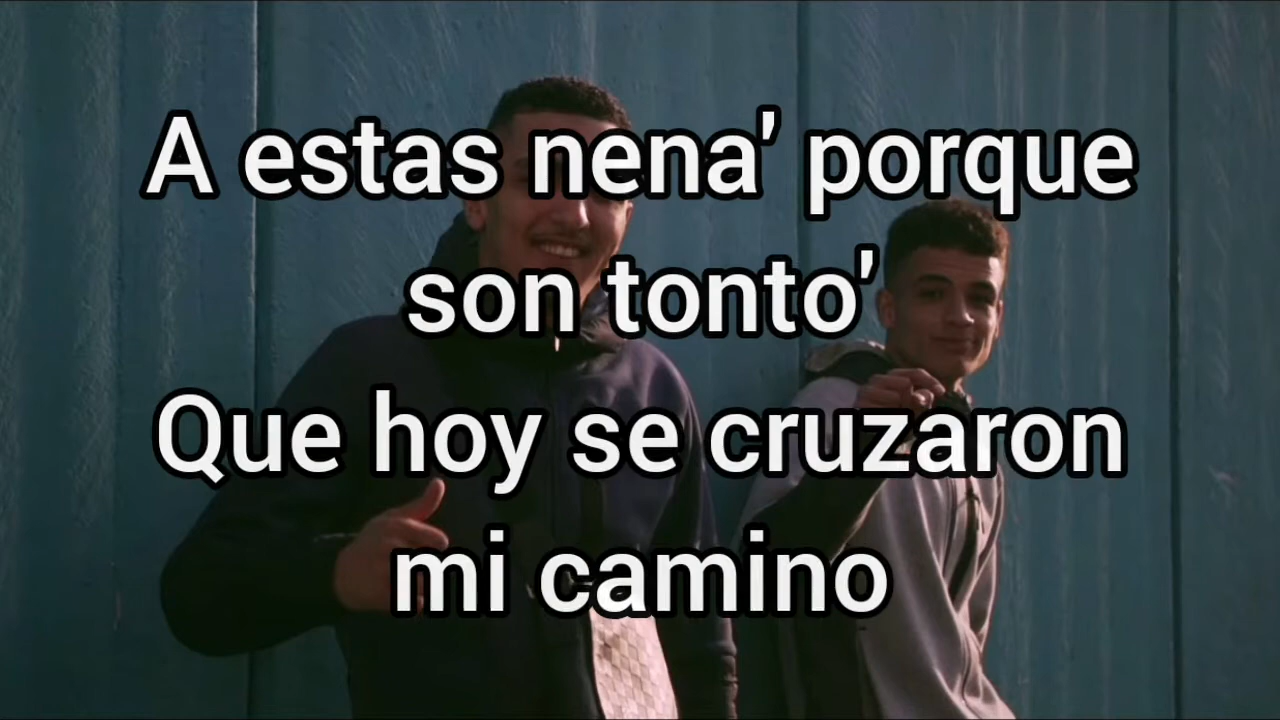 A estas nena' porque
son tonto'
Que hoy se cruzaron
mi camino